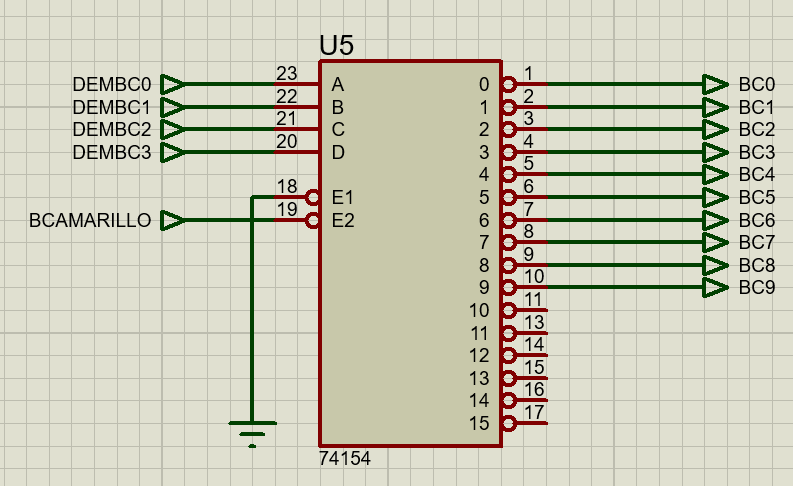 U5
DEMBC0 23 A 0 1 BC0
DEMBC1 22 B 1 2 BC1
DEMBC2 21 C 2 3 BC2
DEMBC3 20 D 3 4 BC3
4 5 BC4
18 E1 5 6 BC5
BCAMARILLO 19 E2 6 7 BC6
7 8 BC7
8 9 BC8
9 10 BC9
10 11
11 13
12 14
13 15
14 16
15 17
74154